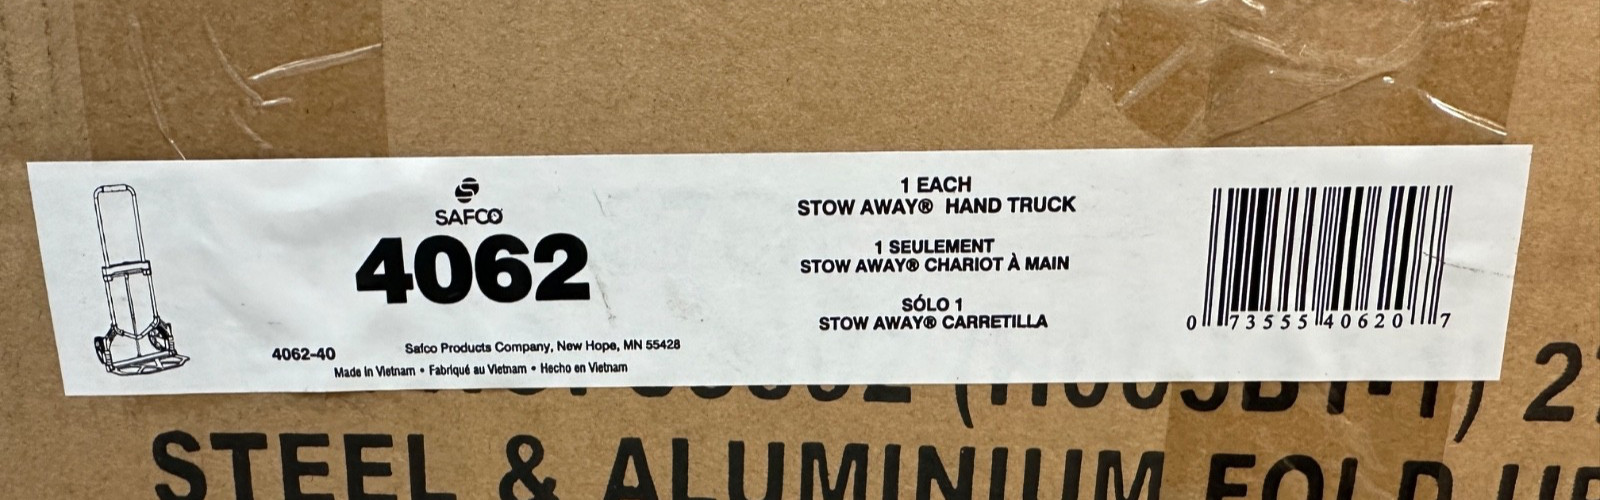 SAFCO
4062
4062-40
Safco Products Company, New Hope, MN 55428
Made in Vietnam • Fabriqué au Vietnam • Hecho en Vietnam
1 EACH
STOW AWAY® HAND TRUCK
1 SEULEMENT
STOW AWAY® CHARIOT À MAIN
SÓLO 1
STOW AWAY® CARRETILLA
0 73555 40620 7
STEEL & ALUMINIUM FOLD UP